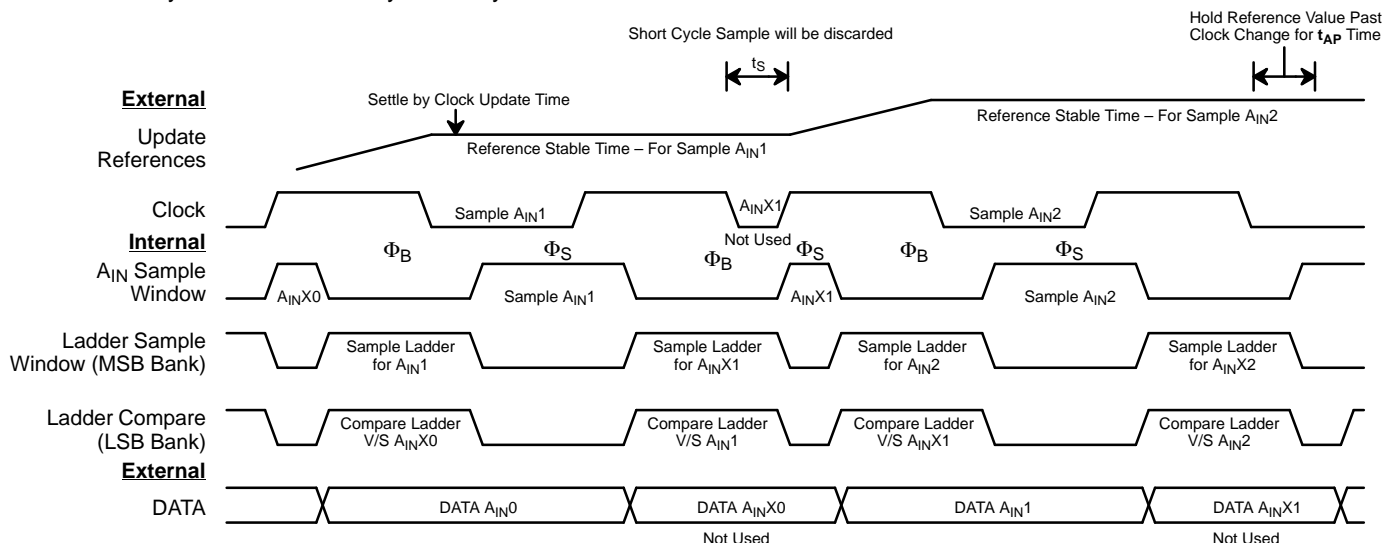 Hold Reference Value Past
Clock Change for tAP Time
Short Cycle Sample will be discarded
tS
External
Settle by Clock Update Time
Update
References
Reference Stable Time – For Sample AIN1
Reference Stable Time – For Sample AIN2
Clock
Sample AIN1
AINX1
Sample AIN2
Not Used
Internal
ΦB
ΦS
ΦB
ΦS
ΦB
ΦS
AIN Sample
Window
AINX0
Sample AIN1
AINX1
Sample AIN2
Ladder Sample
Window (MSB Bank)
Sample Ladder
for AIN1
Sample Ladder
for AINX1
Sample Ladder
for AIN2
Sample Ladder
for AINX2
Ladder Compare
(LSB Bank)
Compare Ladder
V/S AINX0
Compare Ladder
V/S AIN1
Compare Ladder
V/S AINX1
Compare Ladder
V/S AIN2
External
DATA
DATA AIN0
DATA AINX0
DATA AIN1
DATA AINX1
Not Used
Not Used